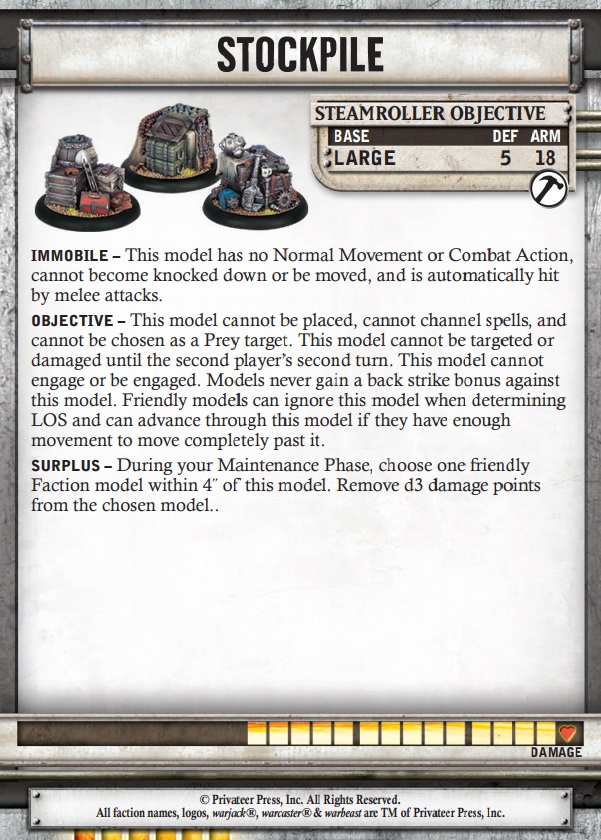 STOCKPILE
STEAMROLLER OBJECTIVE
BASE DEF ARM
LARGE 5 18
IMMOBILE – This model has no Normal Movement or Combat Action,
cannot become knocked down or be moved, and is automatically hit
by melee attacks.
OBJECTIVE – This model cannot be placed, cannot channel spells, and
cannot be chosen as a Prey target. This model cannot be targeted or
damaged until the second player's second turn. This model cannot
engage or be engaged. Models never gain a back strike bonus against
this model. Friendly models can ignore this model when determining
LOS and can advance through this model if they have enough
movement to move completely past it.
SURPLUS – During your Maintenance Phase, choose one friendly
Faction model within 4˝ of this model. Remove d3 damage points
from the chosen model..
DAMAGE
© Privateer Press, Inc. All Rights Reserved.
All faction names, logos, warjack®, warcaster® & warbeast are TM of Privateer Press, Inc.